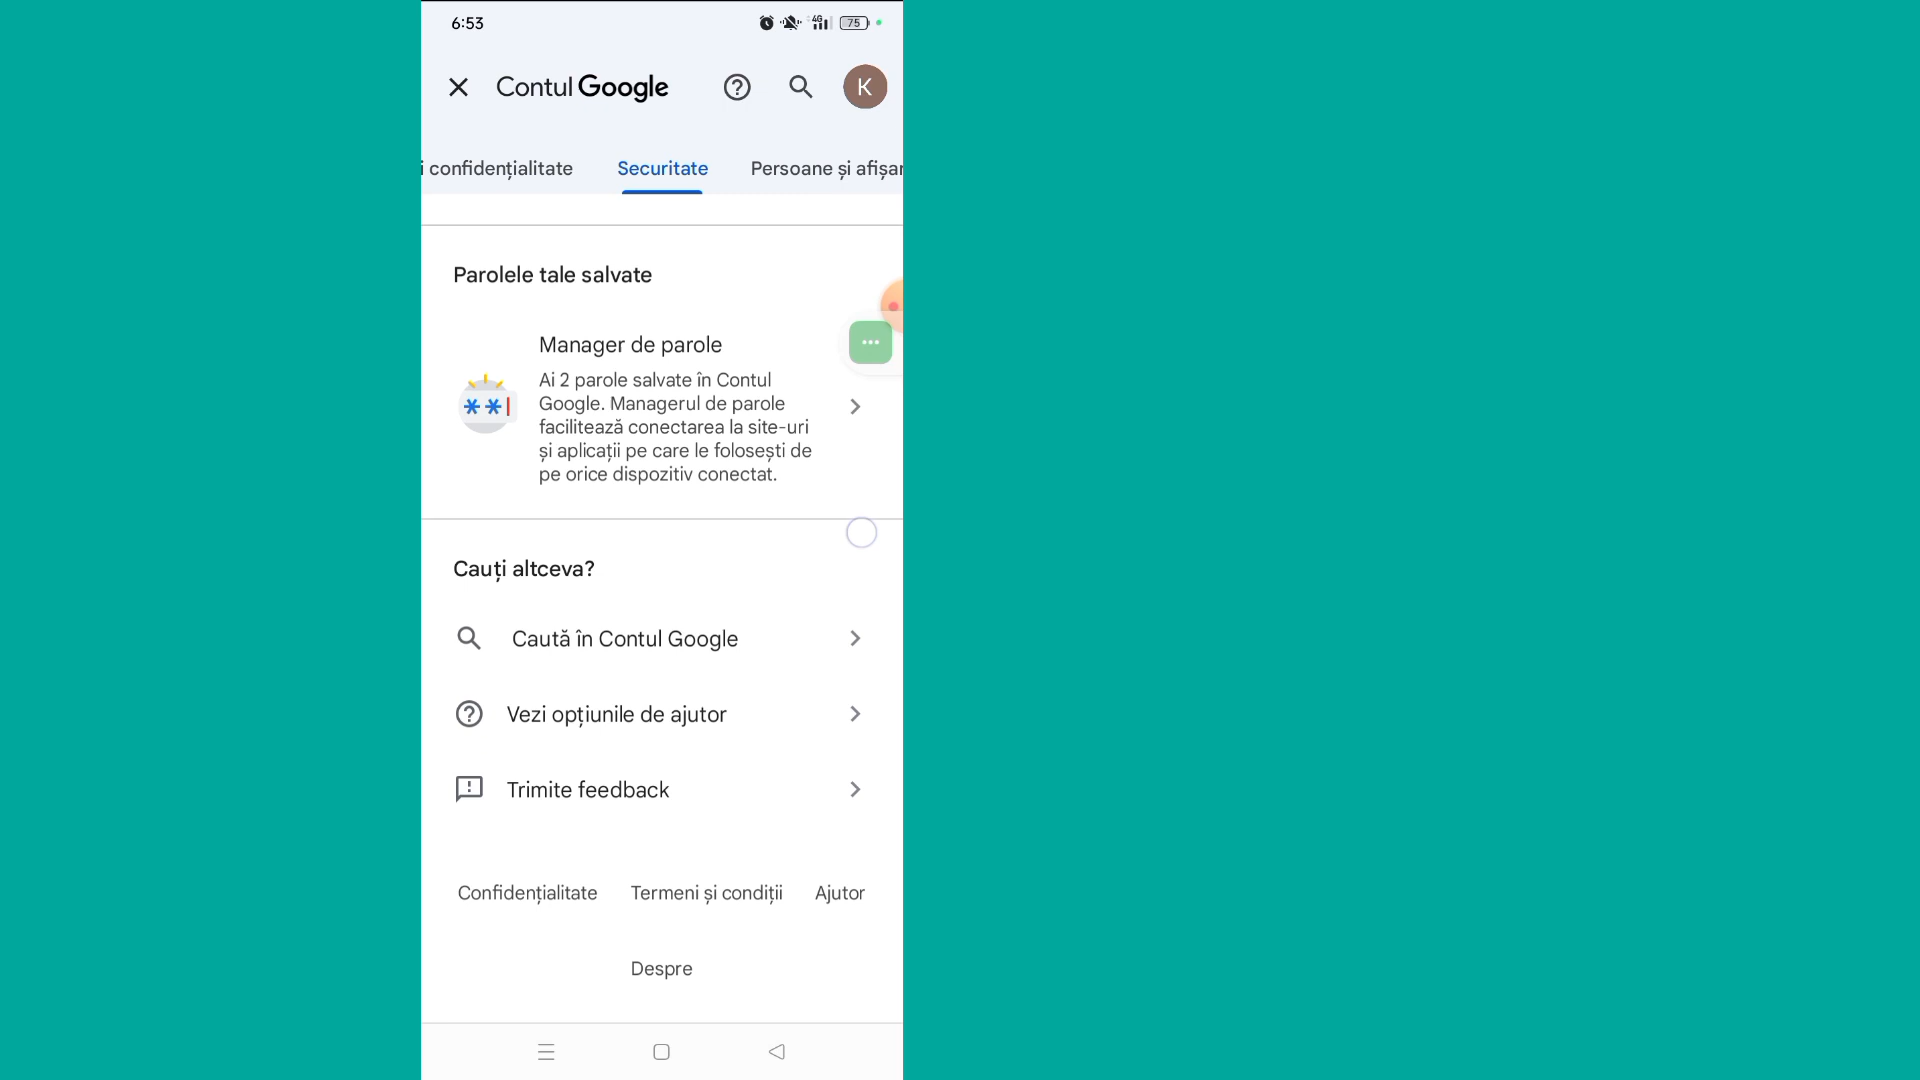 6:53
4G
75
Contul Google
K
i confidențialitate
Securitate
Persoane și afișar
Parolele tale salvate
Manager de parole
Ai 2 parole salvate în Contul
Google. Managerul de parole
facilitează conectarea la site-uri
și aplicații pe care le folosești de
pe orice dispozitiv conectat.
Cauți altceva?
Caută în Contul Google
Vezi opțiunile de ajutor
Trimite feedback
Confidențialitate
Termeni și condiții
Ajutor
Despre